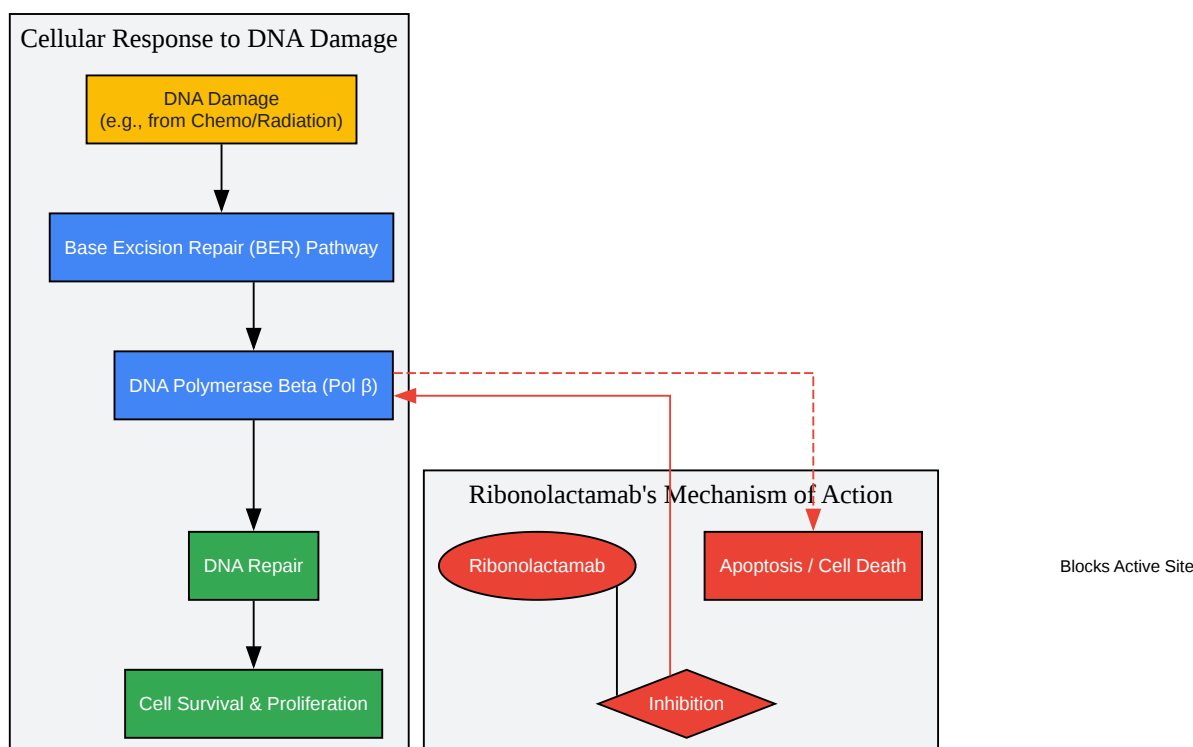 Cellular Response to DNA Damage
DNA Damage
(e.g., from Chemo/Radiation)
Base Excision Repair (BER) Pathway
DNA Polymerase Beta (Pol β)
DNA Repair
Cell Survival & Proliferation
Ribonolactamab's Mechanism of Action
Ribonolactamab
Apoptosis / Cell Death
Inhibition
Blocks Active Site